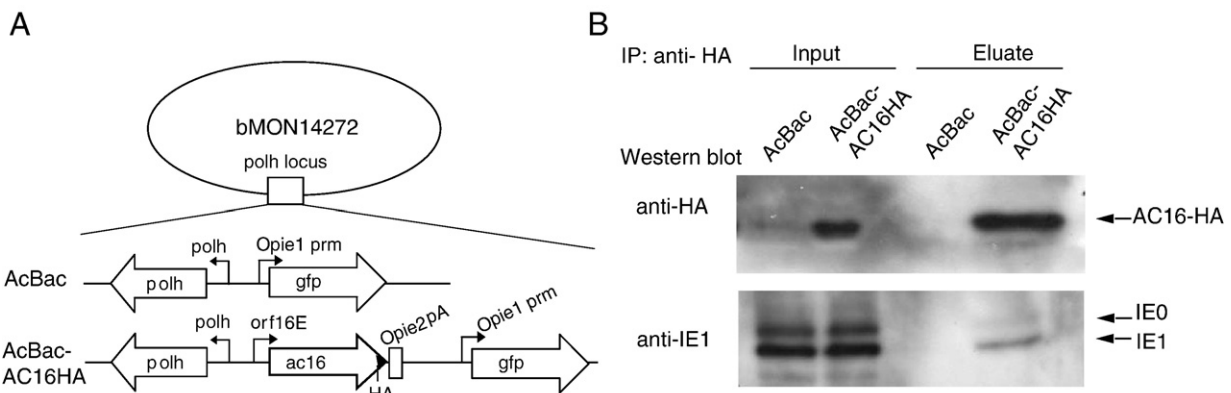 A
bMON14272
polh locus
polh
Opie1 prm
AcBac
polh
gfp
polh
orf16E
Opie2pA
Opie1 prm
AcBac-
AC16HA
polh
ac16
gfp
HA
B
IP: anti- HA
Input
Eluate
Western blot
AcBac
AcBac-
AC16HA
AcBac
AcBac-
AC16HA
anti-HA
AC16-HA
anti-IE1
IE0
IE1